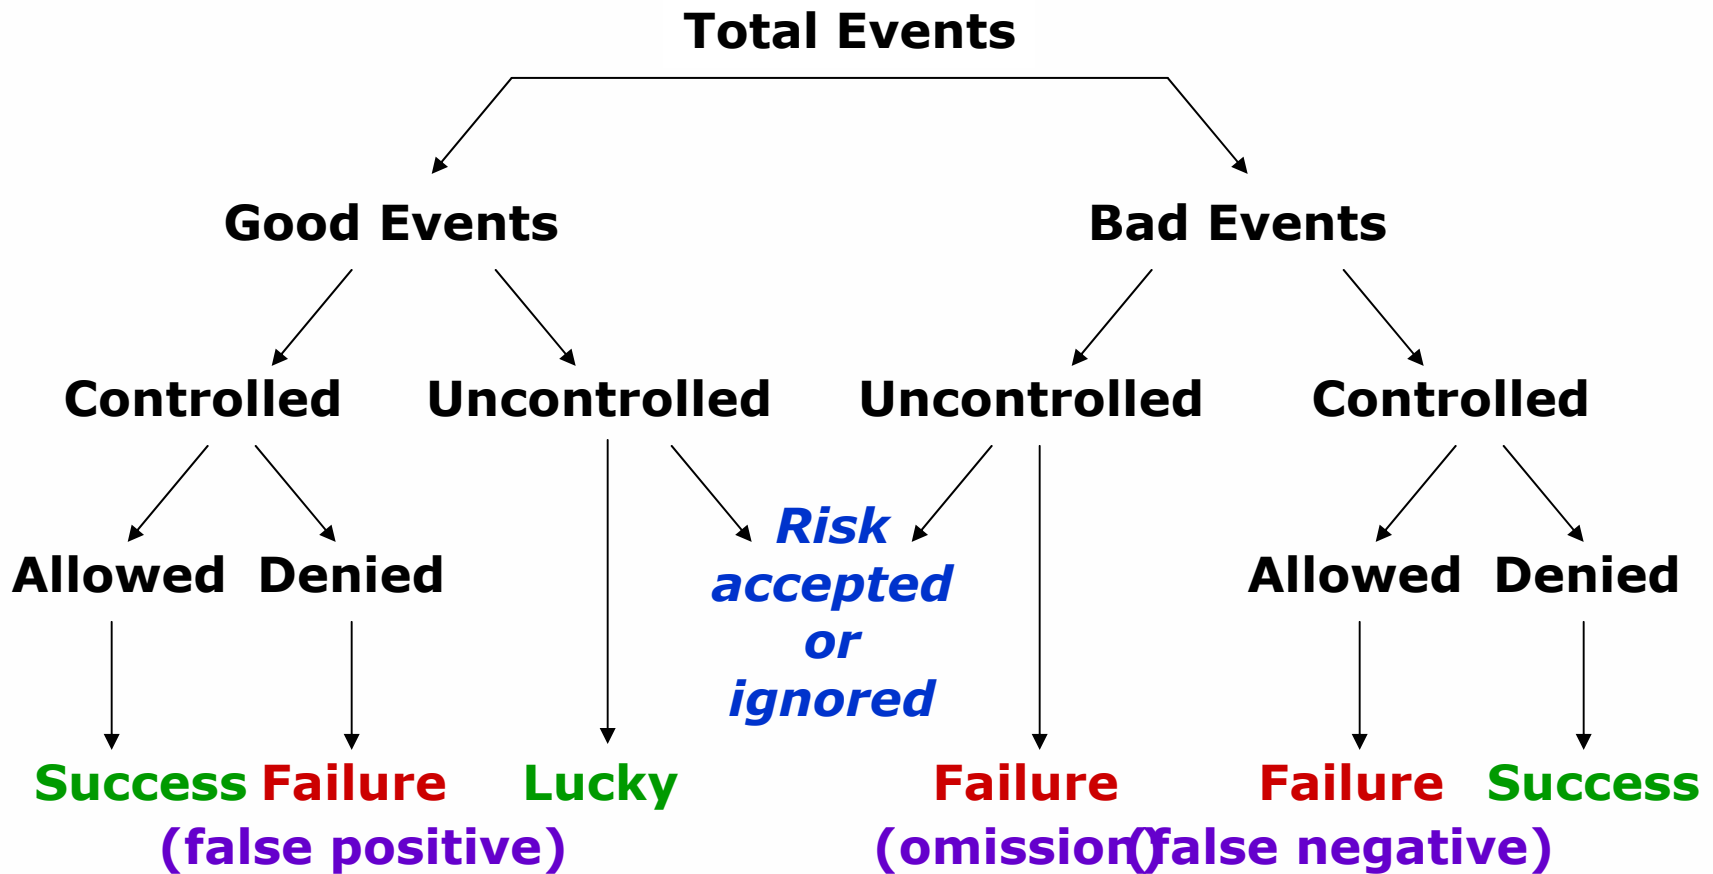 Total Events
Good Events Bad Events
Controlled Uncontrolled Uncontrolled Controlled
Risk
accepted
or
ignored
Allowed Denied Allowed Denied
Success Failure Lucky Failure Failure Success
(false positive) (omission) (false negative)